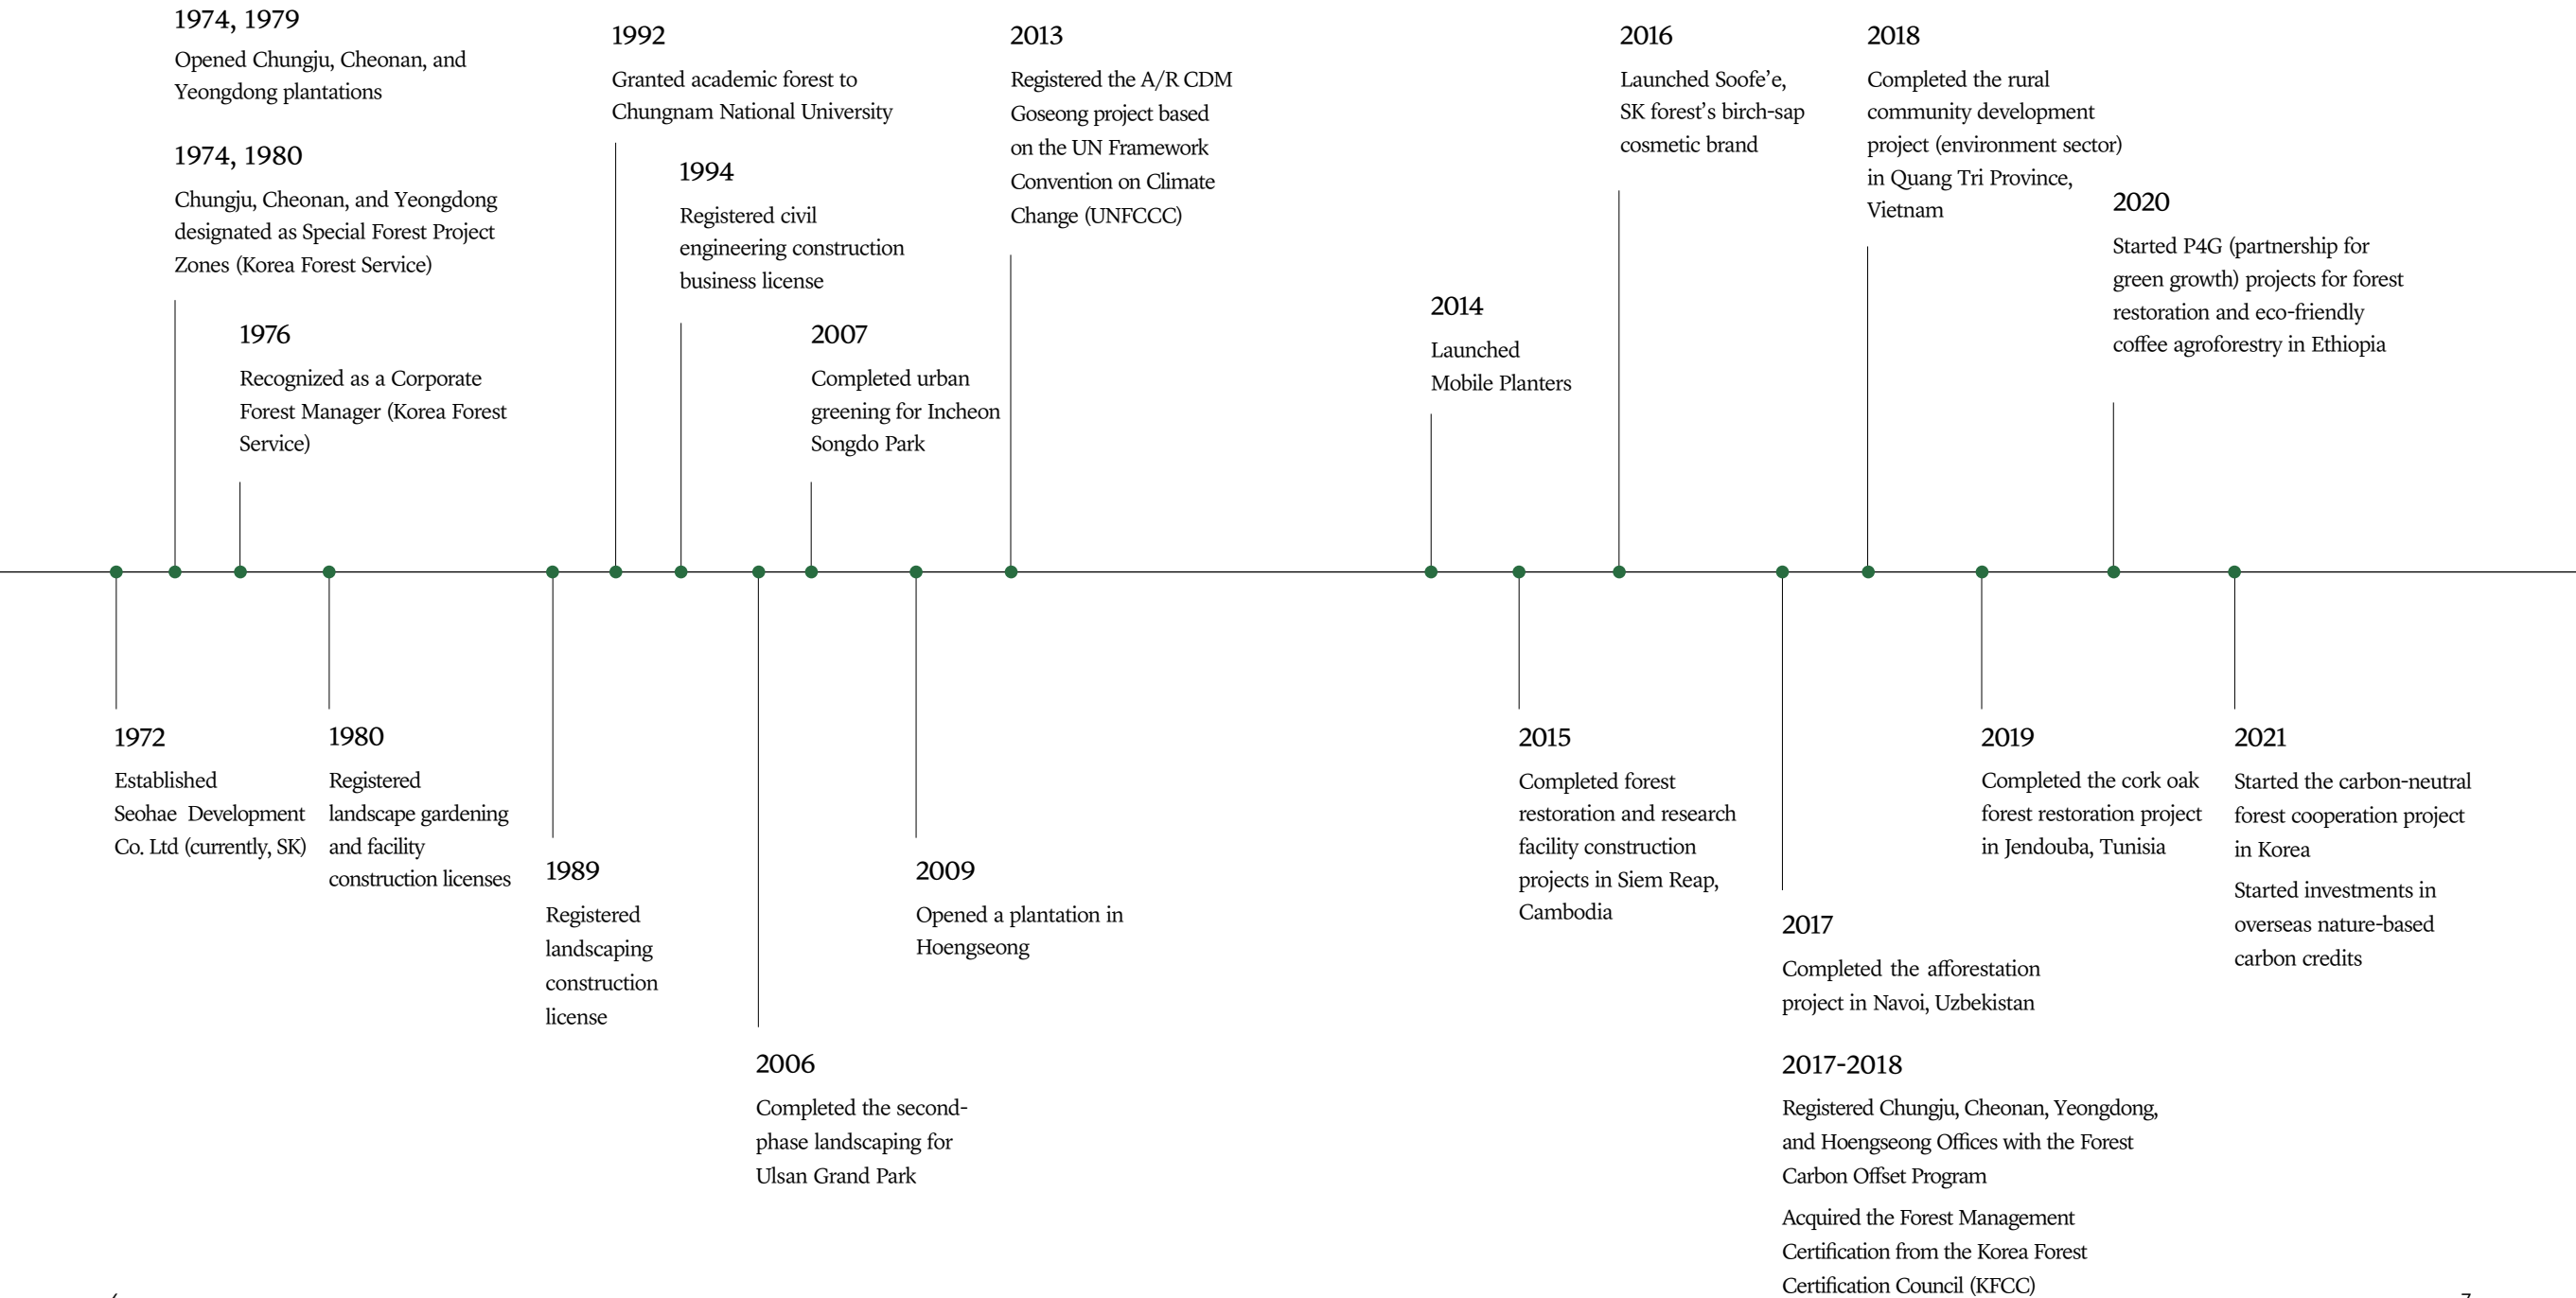 1974, 1979
Opened Chungju, Cheonan, and
Yeongdong plantations
1974, 1980
Chungju, Cheonan, and Yeongdong
designated as Special Forest Project
Zones (Korea Forest Service)
1976
Recognized as a Corporate
Forest Manager (Korea Forest
Service)
1992
Granted academic forest to
Chungnam National University
1994
Registered civil
engineering construction
business license
2007
Completed urban
greening for Incheon
Songdo Park
2013
Registered the A/R CDM
Goseong project based
on the UN Framework
Convention on Climate
Change (UNFCCC)
2014
Launched
Mobile Planters
2016
Launched Soofe’e,
SK forest’s birch-sap
cosmetic brand
2018
Completed the rural
community development
project (environment sector)
in Quang Tri Province,
Vietnam
2020
Started P4G (partnership for
green growth) projects for forest
restoration and eco-friendly
coffee agroforestry in Ethiopia
1972
Established
Seohae Development
Co. Ltd (currently, SK)
1980
Registered
landscape gardening
and facility
construction licenses
1989
Registered
landscaping
construction
license
2006
Completed the second-
phase landscaping for
Ulsan Grand Park
2009
Opened a plantation in
Hoengseong
2015
Completed forest
restoration and research
facility construction
projects in Siem Reap,
Cambodia
2017
Completed the afforestation
project in Navoi, Uzbekistan
2017-2018
Registered Chungju, Cheonan, Yeongdong,
and Hoengseong Offices with the Forest
Carbon Offset Program
Acquired the Forest Management
Certification from the Korea Forest
Certification Council (KFCC)
2019
Completed the cork oak
forest restoration project
in Jendouba, Tunisia
2021
Started the carbon-neutral
forest cooperation project
in Korea
Started investments in
overseas nature-based
carbon credits